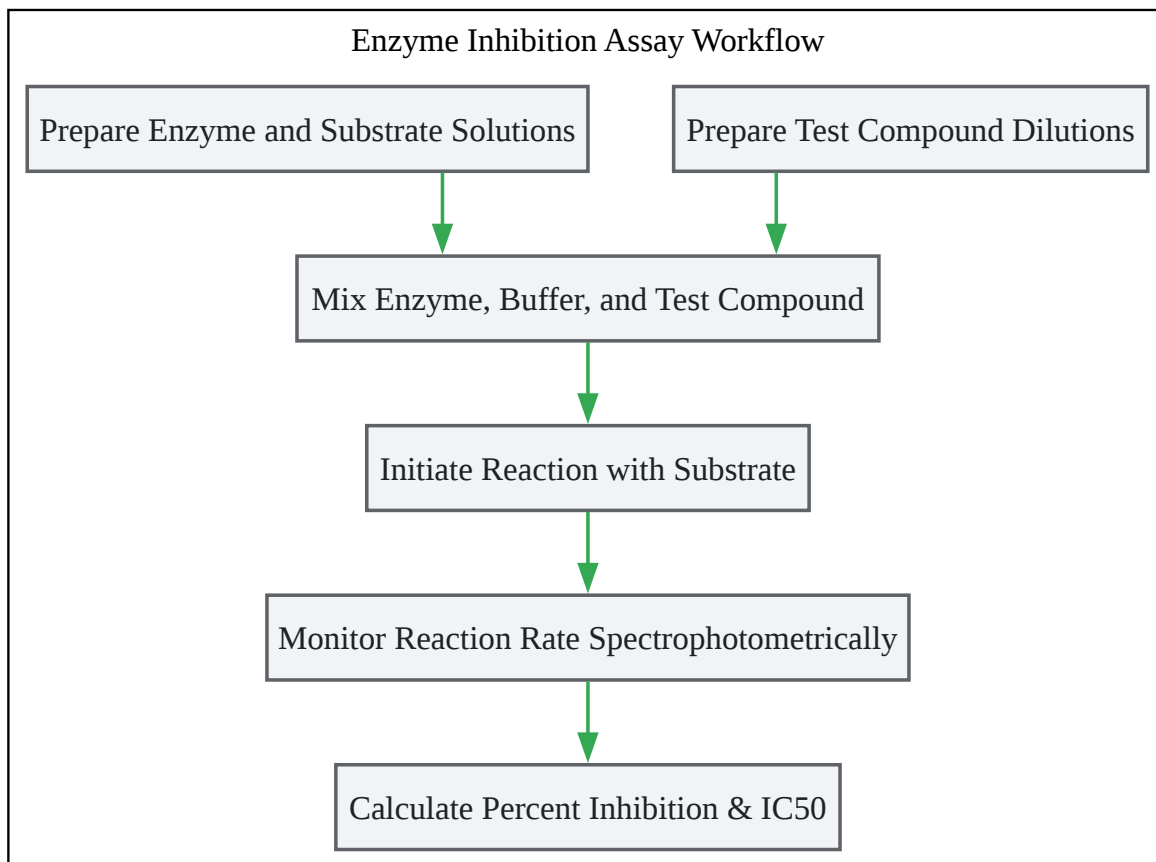 Enzyme Inhibition Assay Workflow
Prepare Enzyme and Substrate Solutions
Prepare Test Compound Dilutions
Mix Enzyme, Buffer, and Test Compound
Initiate Reaction with Substrate
Monitor Reaction Rate Spectrophotometrically
Calculate Percent Inhibition & IC50